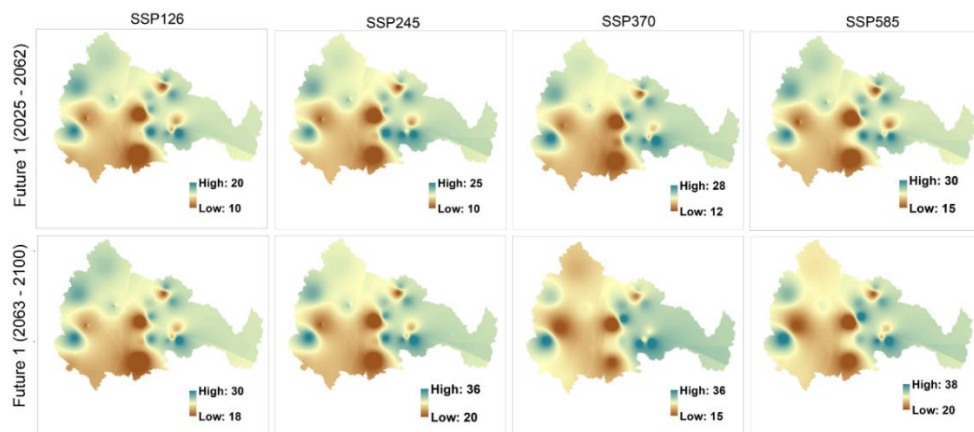 SSP126
SSP245
SSP370
SSP585
Future 1 (2025 - 2062)
High: 20
Low: 10
High: 25
Low: 10
High: 28
Low: 12
High: 30
Low: 15
Future 1 (2063 - 2100)
High: 30
Low: 18
High: 36
Low: 20
High: 36
Low: 15
High: 38
Low: 20